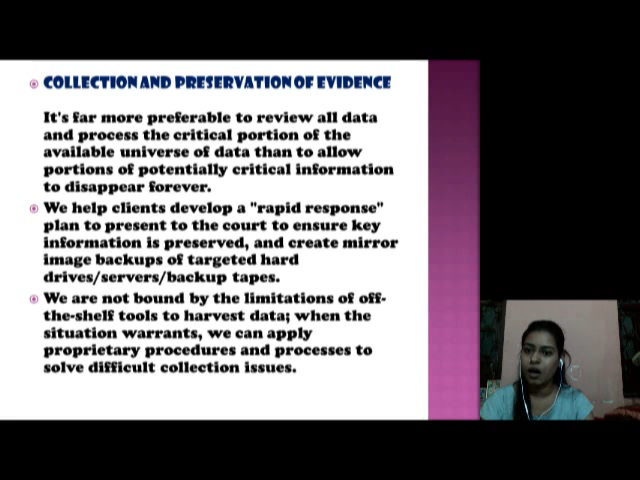 COLLECTION AND PRESERVATION OF EVIDENCE
It's far more preferable to review all data
and process the critical portion of the
available universe of data than to allow
portions of potentially critical information
to disappear forever.
We help clients develop a "rapid response"
plan to present to the court to ensure key
information is preserved, and create mirror
image backups of targeted hard
drives/servers/backup tapes.
We are not bound by the limitations of off-
the-shelf tools to harvest data; when the
situation warrants, we can apply
proprietary procedures and processes to
solve difficult collection issues.